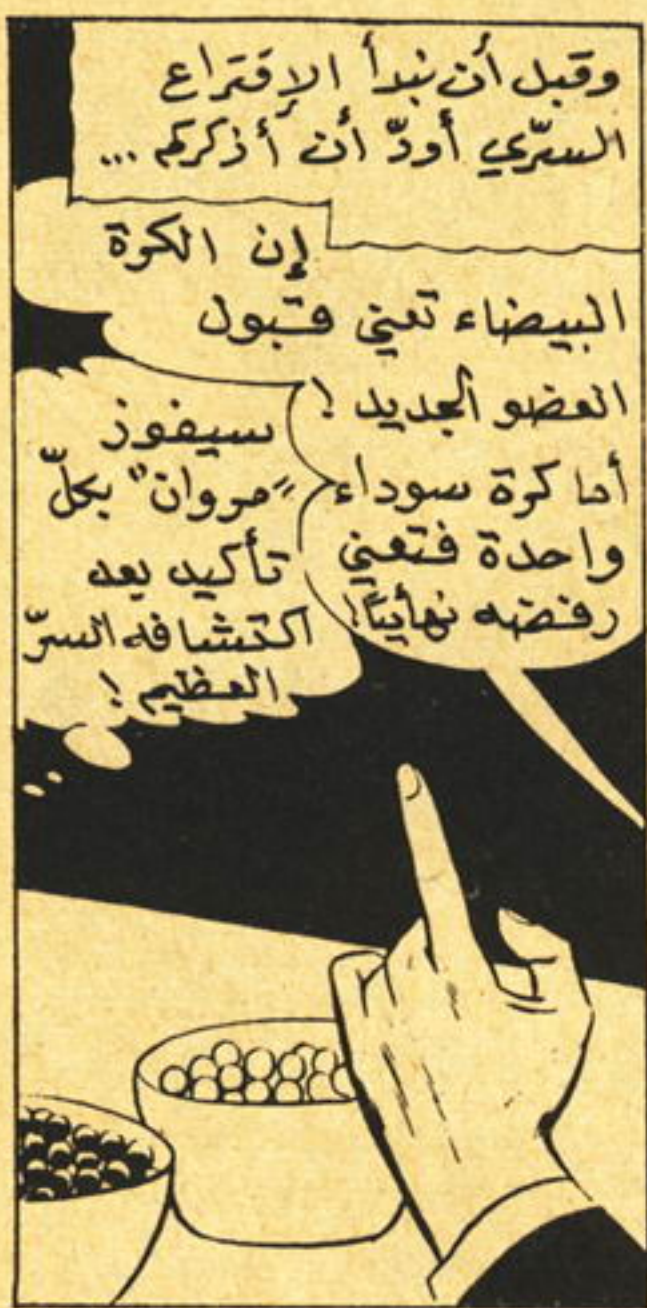 وقبل أن نبدأ الإقتراع
السرّي أودّ أن أذكركم ...
إن الكرة
البيضاء تعني قبول
العضو الجديد !
أما كرة سوداء
واحدة فتعني
رفضه نهائيًا !
سيفوز
"مروان" بكلّ
تأكيد بعد
اكتشافه السرّ
العظيم !